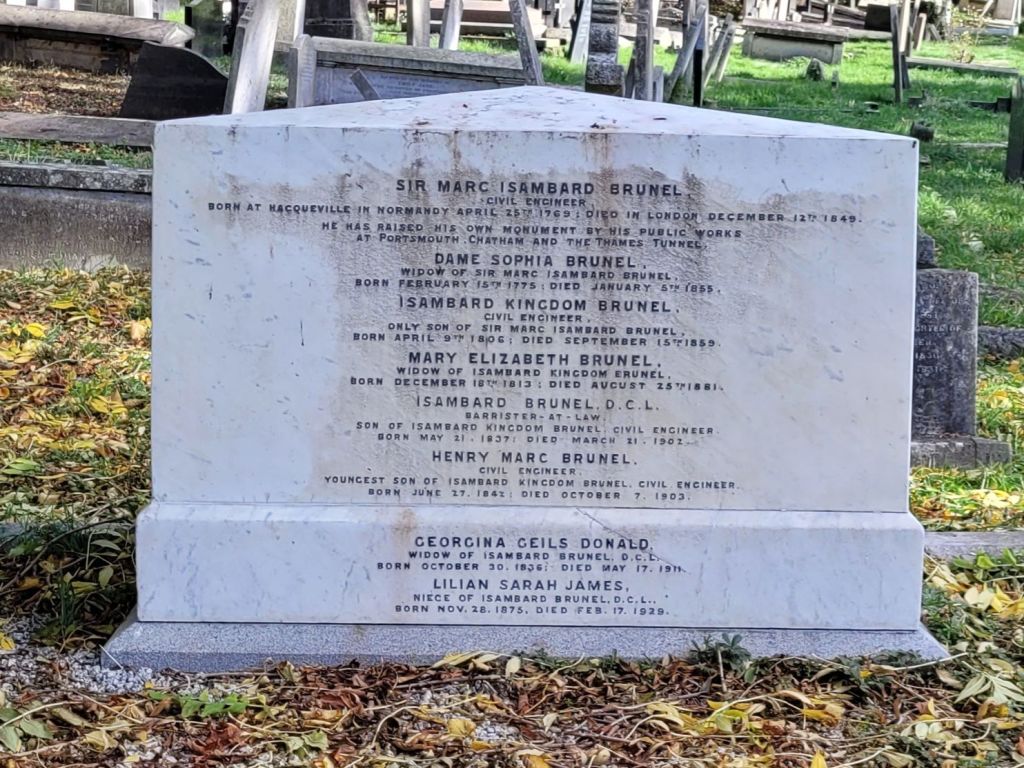 SIR MARC ISAMBARD BRUNEL,
CIVIL ENGINEER
BORN AT HACQUEVILLE IN NORMANDY APRIL 25TH 1769; DIED IN LONDON DECEMBER 12TH 1849.
HE HAS RAISED HIS OWN MONUMENT BY HIS PUBLIC WORKS
AT PORTSMOUTH, CHATHAM AND THE THAMES TUNNEL.
DAME SOPHIA BRUNEL,
WIDOW OF SIR MARC ISAMBARD BRUNEL,
BORN FEBRUARY 15TH 1775; DIED JANUARY 5TH 1855.
ISAMBARD KINGDOM BRUNEL,
CIVIL ENGINEER,
ONLY SON OF SIR MARC ISAMBARD BRUNEL,
BORN APRIL 9TH 1806; DIED SEPTEMBER 15TH 1859.
MARY ELIZABETH BRUNEL,
WIDOW OF ISAMBARD KINGDOM BRUNEL,
BORN DECEMBER 18TH 1813; DIED AUGUST 25TH 1881.
ISAMBARD BRUNEL, D.C.L.
BARRISTER-AT-LAW,
SON OF ISAMBARD KINGDOM BRUNEL, CIVIL ENGINEER.
BORN MAY 21. 1837; DIED MARCH 21. 1902.
HENRY MARC BRUNEL.
CIVIL ENGINEER.
YOUNGEST SON OF ISAMBARD KINGDOM BRUNEL, CIVIL ENGINEER.
BORN JUNE 27. 1842; DIED OCTOBER 7. 1903.
GEORGINA GEILS DONALD.
WIDOW OF ISAMBARD BRUNEL, D.C.L.
BORN OCTOBER 30. 1836; DIED MAY 17. 1911.
LILIAN SARAH JAMES,
NIECE OF ISAMBARD BRUNEL, D.C.L.,
BORN NOV. 28. 1875, DIED FEB. 17. 1929.